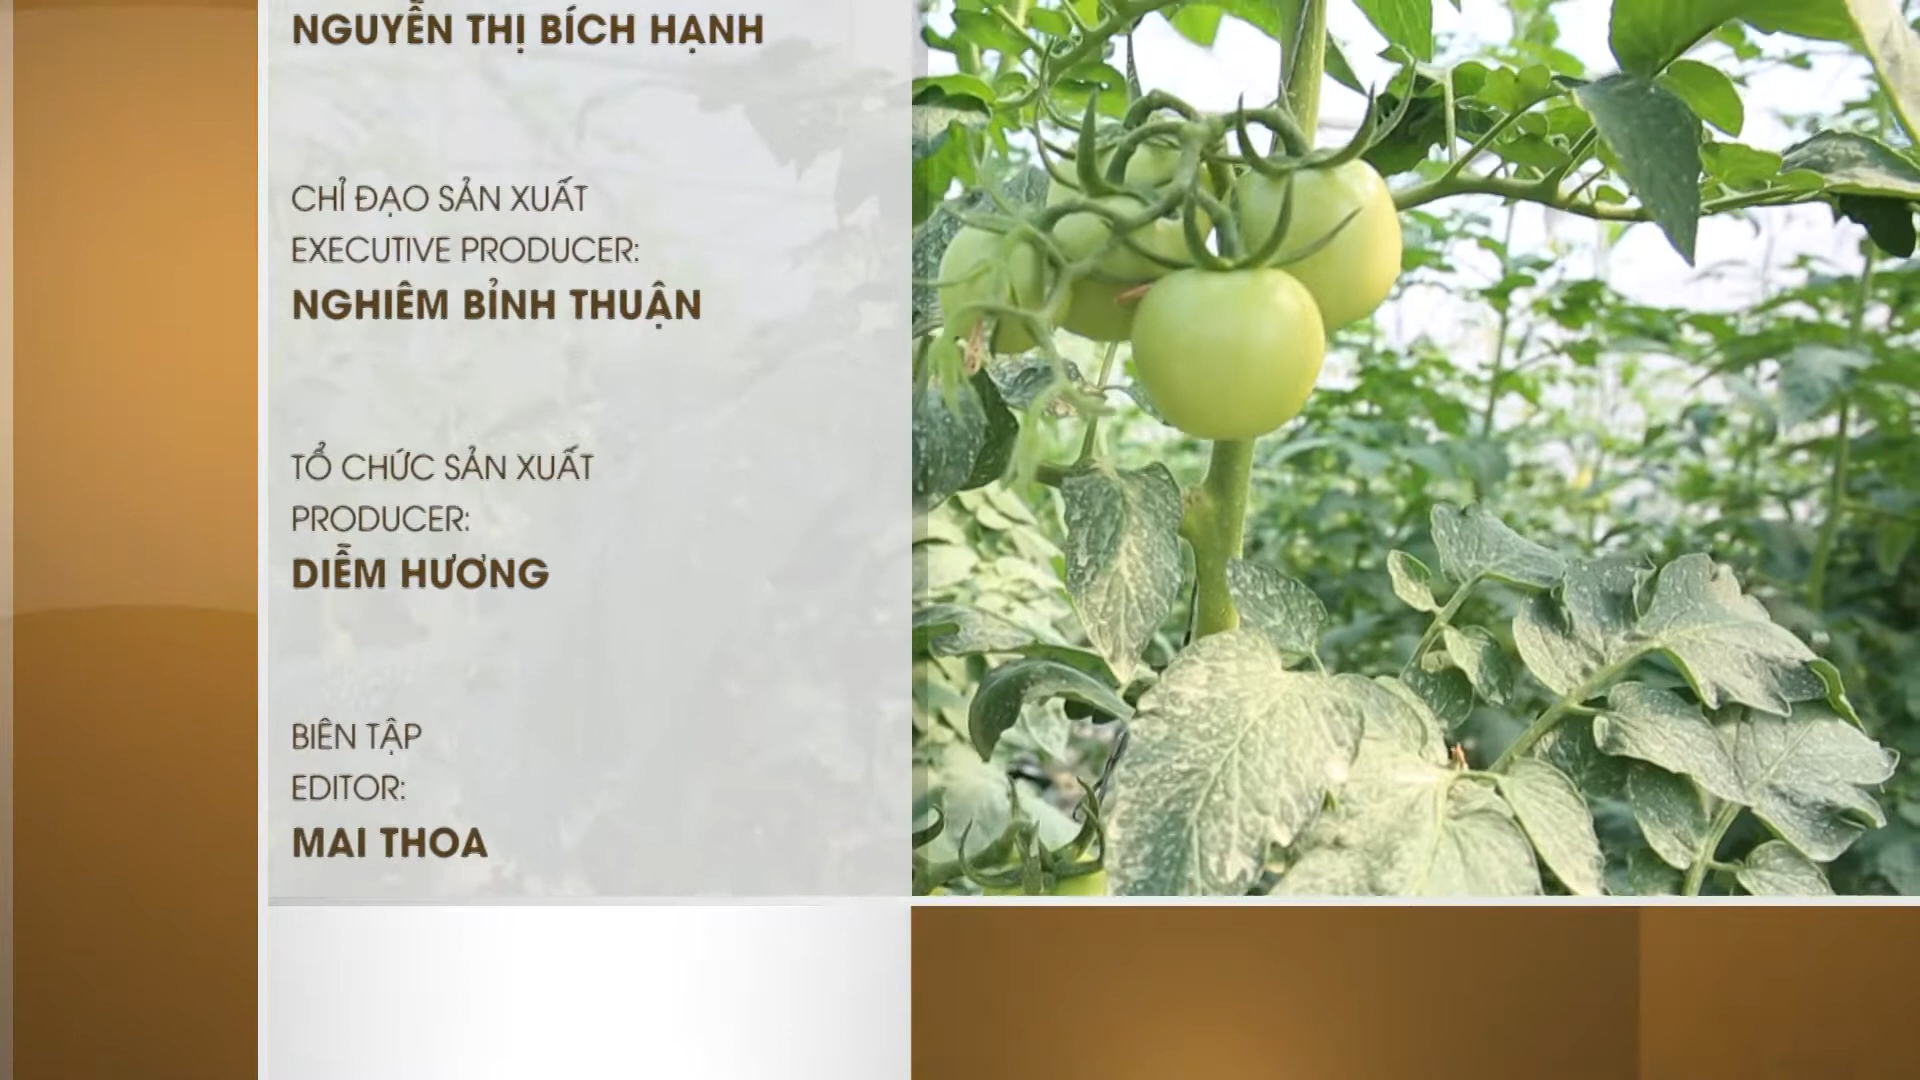 NGUYỄN THỊ BÍCH HẠNH
CHỈ ĐẠO SẢN XUẤT
EXECUTIVE PRODUCER:
NGHIÊM BỈNH THUẬN
TỔ CHỨC SẢN XUẤT
PRODUCER:
DIỄM HƯƠNG
BIÊN TẬP
EDITOR:
MAI THOA